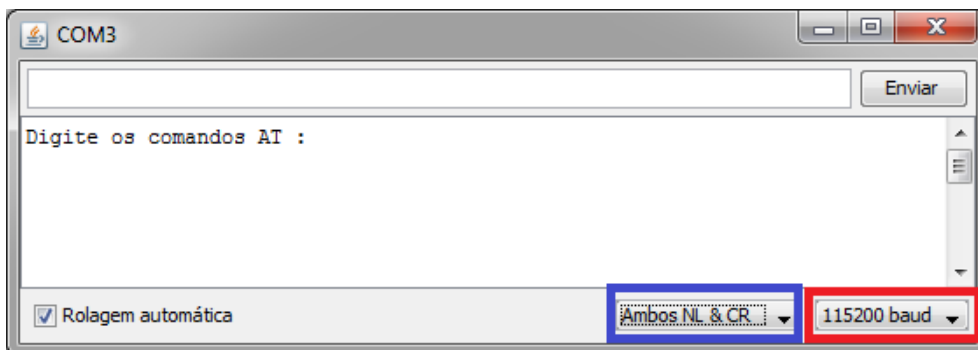 COM3
Enviar
Digite os comandos AT :
Rolagem automática
Ambos NL & CR
115200 baud